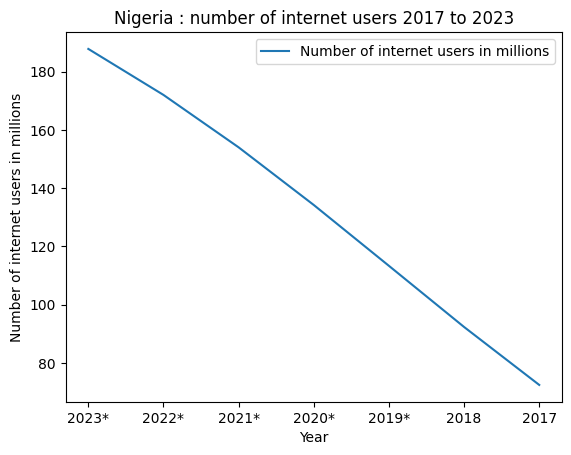 Nigeria : number of internet users 2017 to 2023
Number of internet users in millions
Number of internet users in millions
180
160
140
120
100
80
2023* 2022* 2021* 2020* 2019* 2018 2017
Year